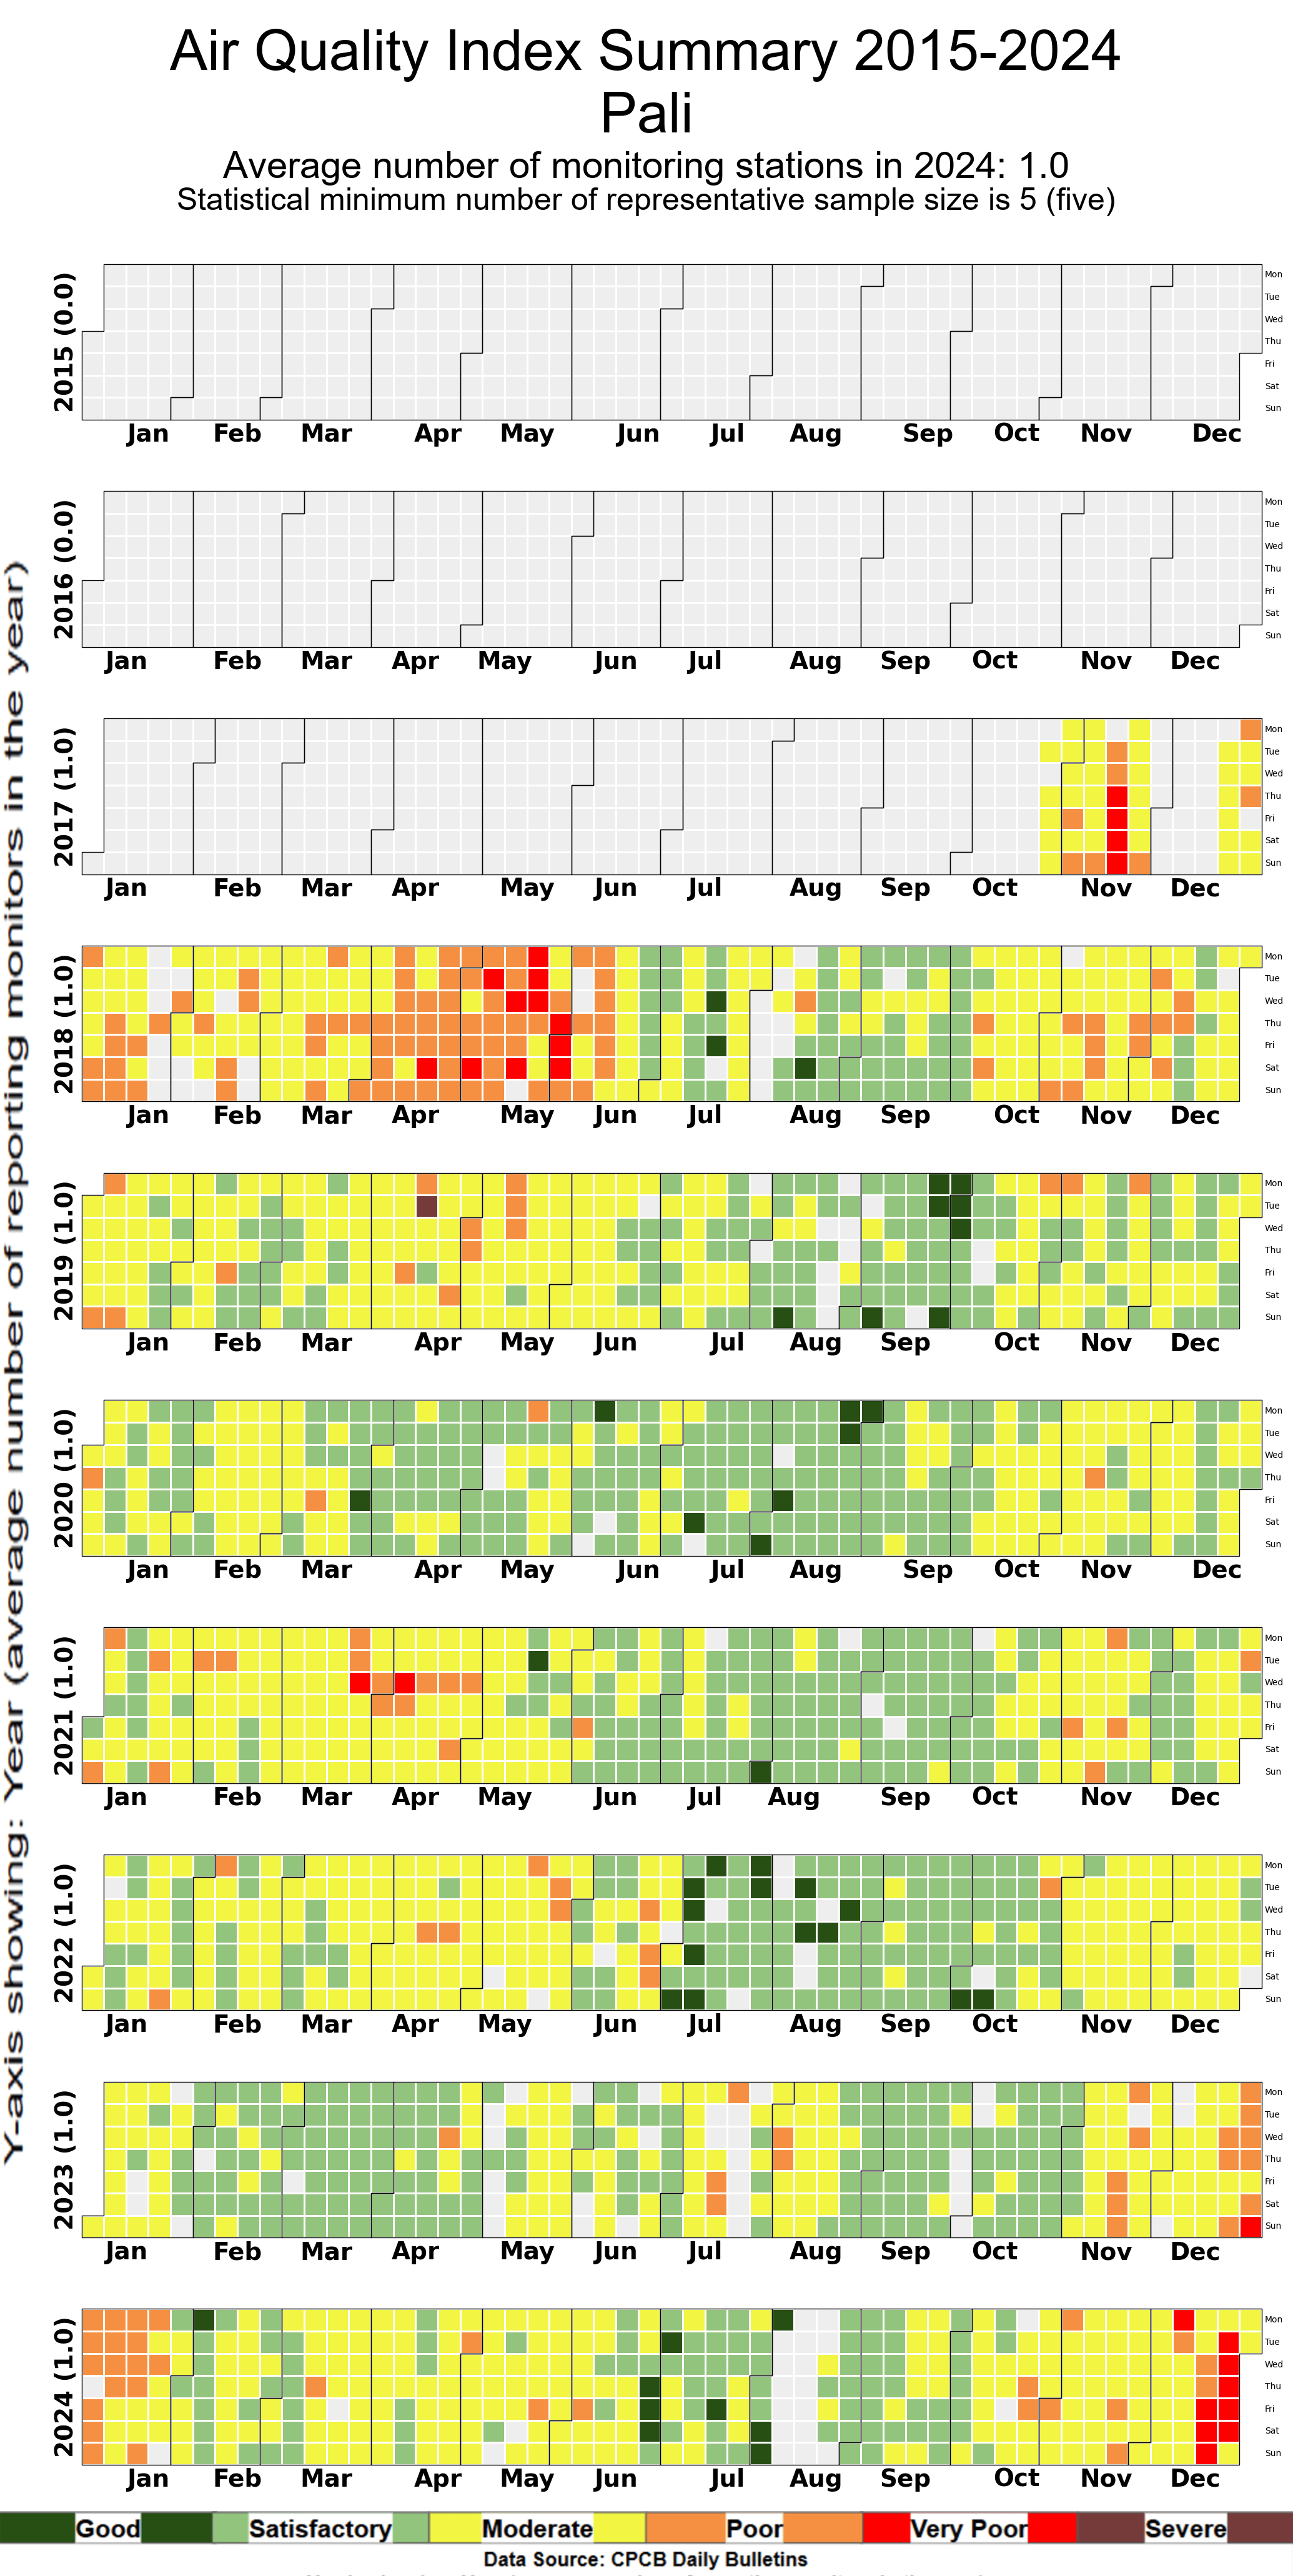 Air Quality Index Summary 2015-2024
Pali
Average number of monitoring stations in 2024: 1.0
Statistical minimum number of representative sample size is 5 (five)
Y-axis showing: Year (average number of reporting monitors in the year)
2015 (0.0)
Mon
Tue
Wed
Thu
Fri
Sat
Sun
Jan Feb Mar Apr May Jun Jul Aug Sep Oct Nov Dec
2016 (0.0)
Mon
Tue
Wed
Thu
Fri
Sat
Sun
Jan Feb Mar Apr May Jun Jul Aug Sep Oct Nov Dec
2017 (1.0)
Mon
Tue
Wed
Thu
Fri
Sat
Sun
Jan Feb Mar Apr May Jun Jul Aug Sep Oct Nov Dec
2018 (1.0)
Mon
Tue
Wed
Thu
Fri
Sat
Sun
Jan Feb Mar Apr May Jun Jul Aug Sep Oct Nov Dec
2019 (1.0)
Mon
Tue
Wed
Thu
Fri
Sat
Sun
Jan Feb Mar Apr May Jun Jul Aug Sep Oct Nov Dec
2020 (1.0)
Mon
Tue
Wed
Thu
Fri
Sat
Sun
Jan Feb Mar Apr May Jun Jul Aug Sep Oct Nov Dec
2021 (1.0)
Mon
Tue
Wed
Thu
Fri
Sat
Sun
Jan Feb Mar Apr May Jun Jul Aug Sep Oct Nov Dec
2022 (1.0)
Mon
Tue
Wed
Thu
Fri
Sat
Sun
Jan Feb Mar Apr May Jun Jul Aug Sep Oct Nov Dec
2023 (1.0)
Mon
Tue
Wed
Thu
Fri
Sat
Sun
Jan Feb Mar Apr May Jun Jul Aug Sep Oct Nov Dec
2024 (1.0)
Mon
Tue
Wed
Thu
Fri
Sat
Sun
Jan Feb Mar Apr May Jun Jul Aug Sep Oct Nov Dec
Good Satisfactory Moderate Poor Very Poor Severe
Data Source: CPCB Daily Bulletins